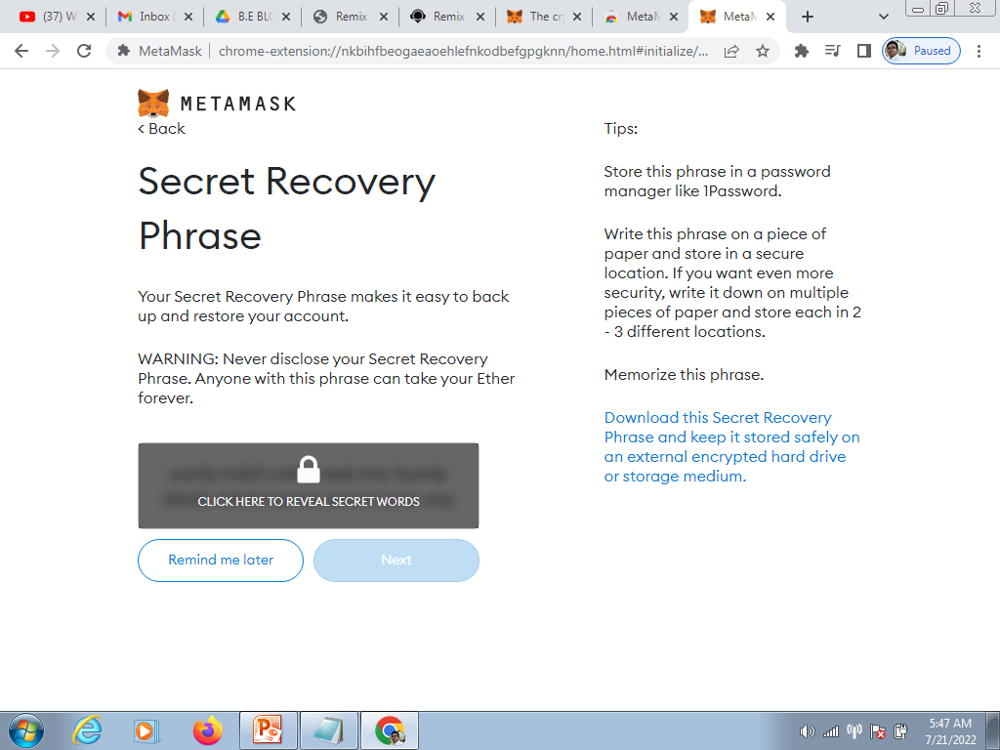 (37) W
Inbox (
B.E BLO
Remix
Remix
The cr
MetaM
MetaM
MetaMask
chrome-extension://nkbihfbeogaeaoehlefnkodbefgpgknn/home.html#initialize/...
Paused
METAMASK
< Back
Secret Recovery
Phrase
Your Secret Recovery Phrase makes it easy to back
up and restore your account.
WARNING: Never disclose your Secret Recovery
Phrase. Anyone with this phrase can take your Ether
forever.
CLICK HERE TO REVEAL SECRET WORDS
Remind me later
Next
Tips:
Store this phrase in a password
manager like 1Password.
Write this phrase on a piece of
paper and store in a secure
location. If you want even more
security, write it down on multiple
pieces of paper and store each in 2
- 3 different locations.
Memorize this phrase.
Download this Secret Recovery
Phrase and keep it stored safely on
an external encrypted hard drive
or storage medium.
5:47 AM
7/21/2022